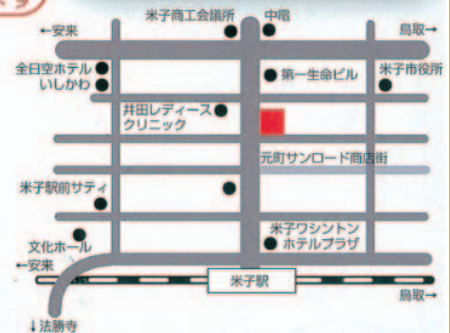 す
米子商工会議所
中電
←安来
鳥取→
全日空ホテル
いしかわ
第一生命ビル
米子市役所
井田レディース
クリニック
元町サンロード商店街
米子駅前サティ
米子ワシントン
ホテルプラザ
文化ホール
←安来
米子駅
鳥取→
↓法勝寺